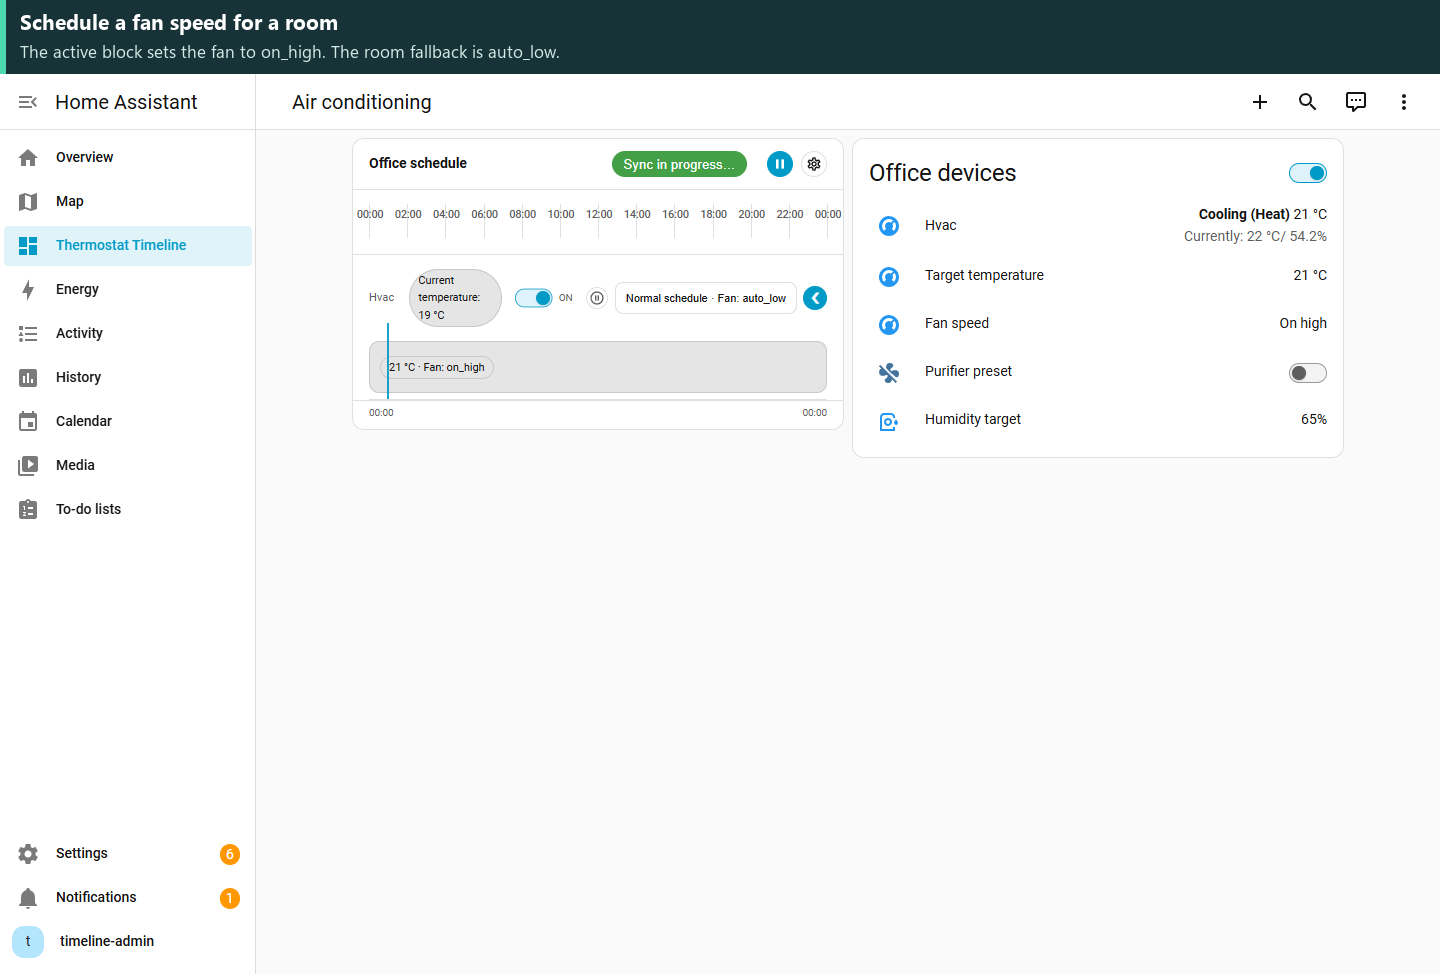 Schedule a fan speed for a room
The active block sets the fan to on_high. The room fallback is auto_low.
Home Assistant
Air conditioning
Overview
Map
Thermostat Timeline
Energy
Activity
History
Calendar
Media
To-do lists
Settings 6
Notifications 1
t timeline-admin
Office schedule
Sync in progress...
00:00 02:00 04:00 06:00 08:00 10:00 12:00 14:00 16:00 18:00 20:00 22:00 00:00
Hvac
Current
temperature:
19 °C
ON
Normal schedule · Fan: auto_low
21 °C · Fan: on_high
00:00 00:00
Office devices
Hvac
Cooling (Heat) 21 °C
Currently: 22 °C/ 54.2%
Target temperature 21 °C
Fan speed On high
Purifier preset
Humidity target 65%